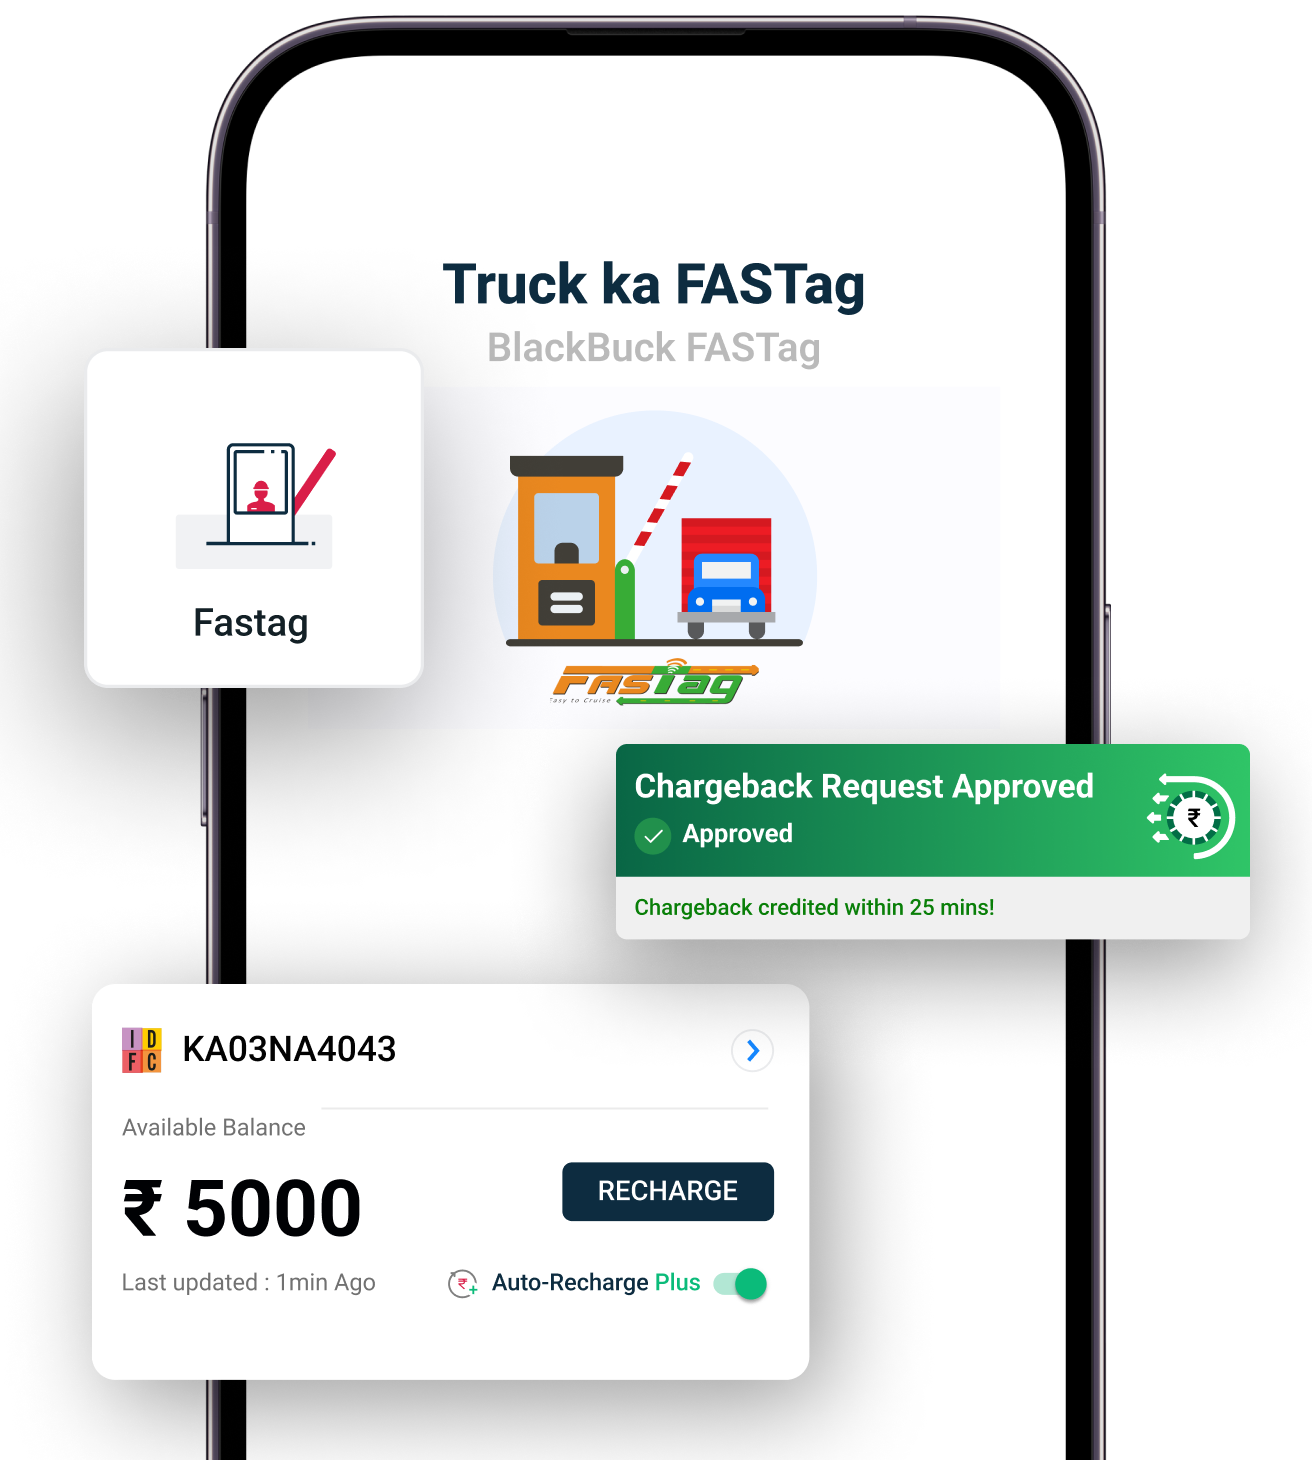 Truck ka FASTag
BlackBuck FASTag
Fastag
FASTag
Easy to Cruise
Chargeback Request Approved
₹
Approved
Chargeback credited within 25 mins!
I D
F C
KA03NA4043
Available Balance
₹ 5000
RECHARGE
Last updated : 1min Ago
₹+ Auto-Recharge Plus